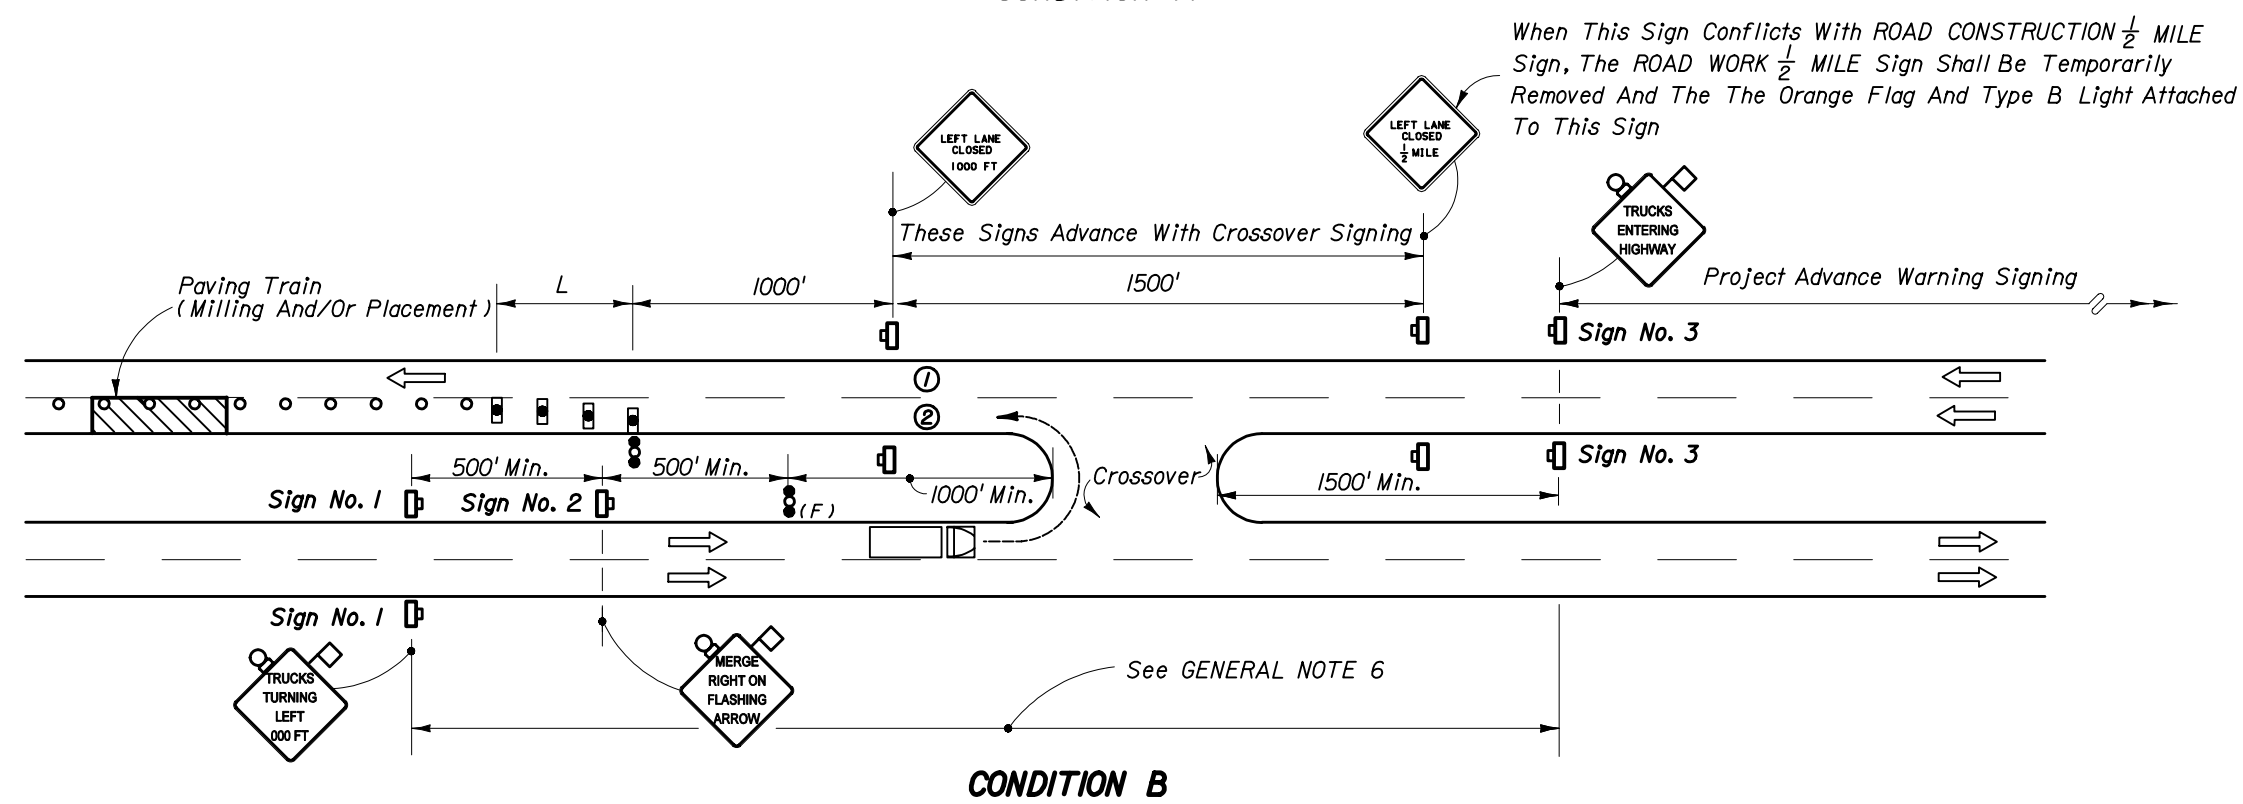 When This Sign Conflicts With ROAD CONSTRUCTION 1/2 MILE
Sign, The ROAD WORK 1/2 MILE Sign Shall Be Temporarily
Removed And The The Orange Flag And Type B Light Attached
To This Sign
LEFT LANE
CLOSED
1000 FT
LEFT LANE
CLOSED
1/2 MILE
TRUCKS
ENTERING
HIGHWAY
These Signs Advance With Crossover Signing
Paving Train
(Milling And/Or Placement)
L
1000'
1500'
Project Advance Warning Signing
Sign No. 3
1
2
500' Min.
500' Min.
1000' Min.
Crossover
1500' Min.
Sign No. 3
Sign No. 1
Sign No. 2
(F)
Sign No. 1
TRUCKS
TURNING
LEFT
000 FT
MERGE
RIGHT ON
FLASHING
ARROW
See GENERAL NOTE 6
CONDITION B